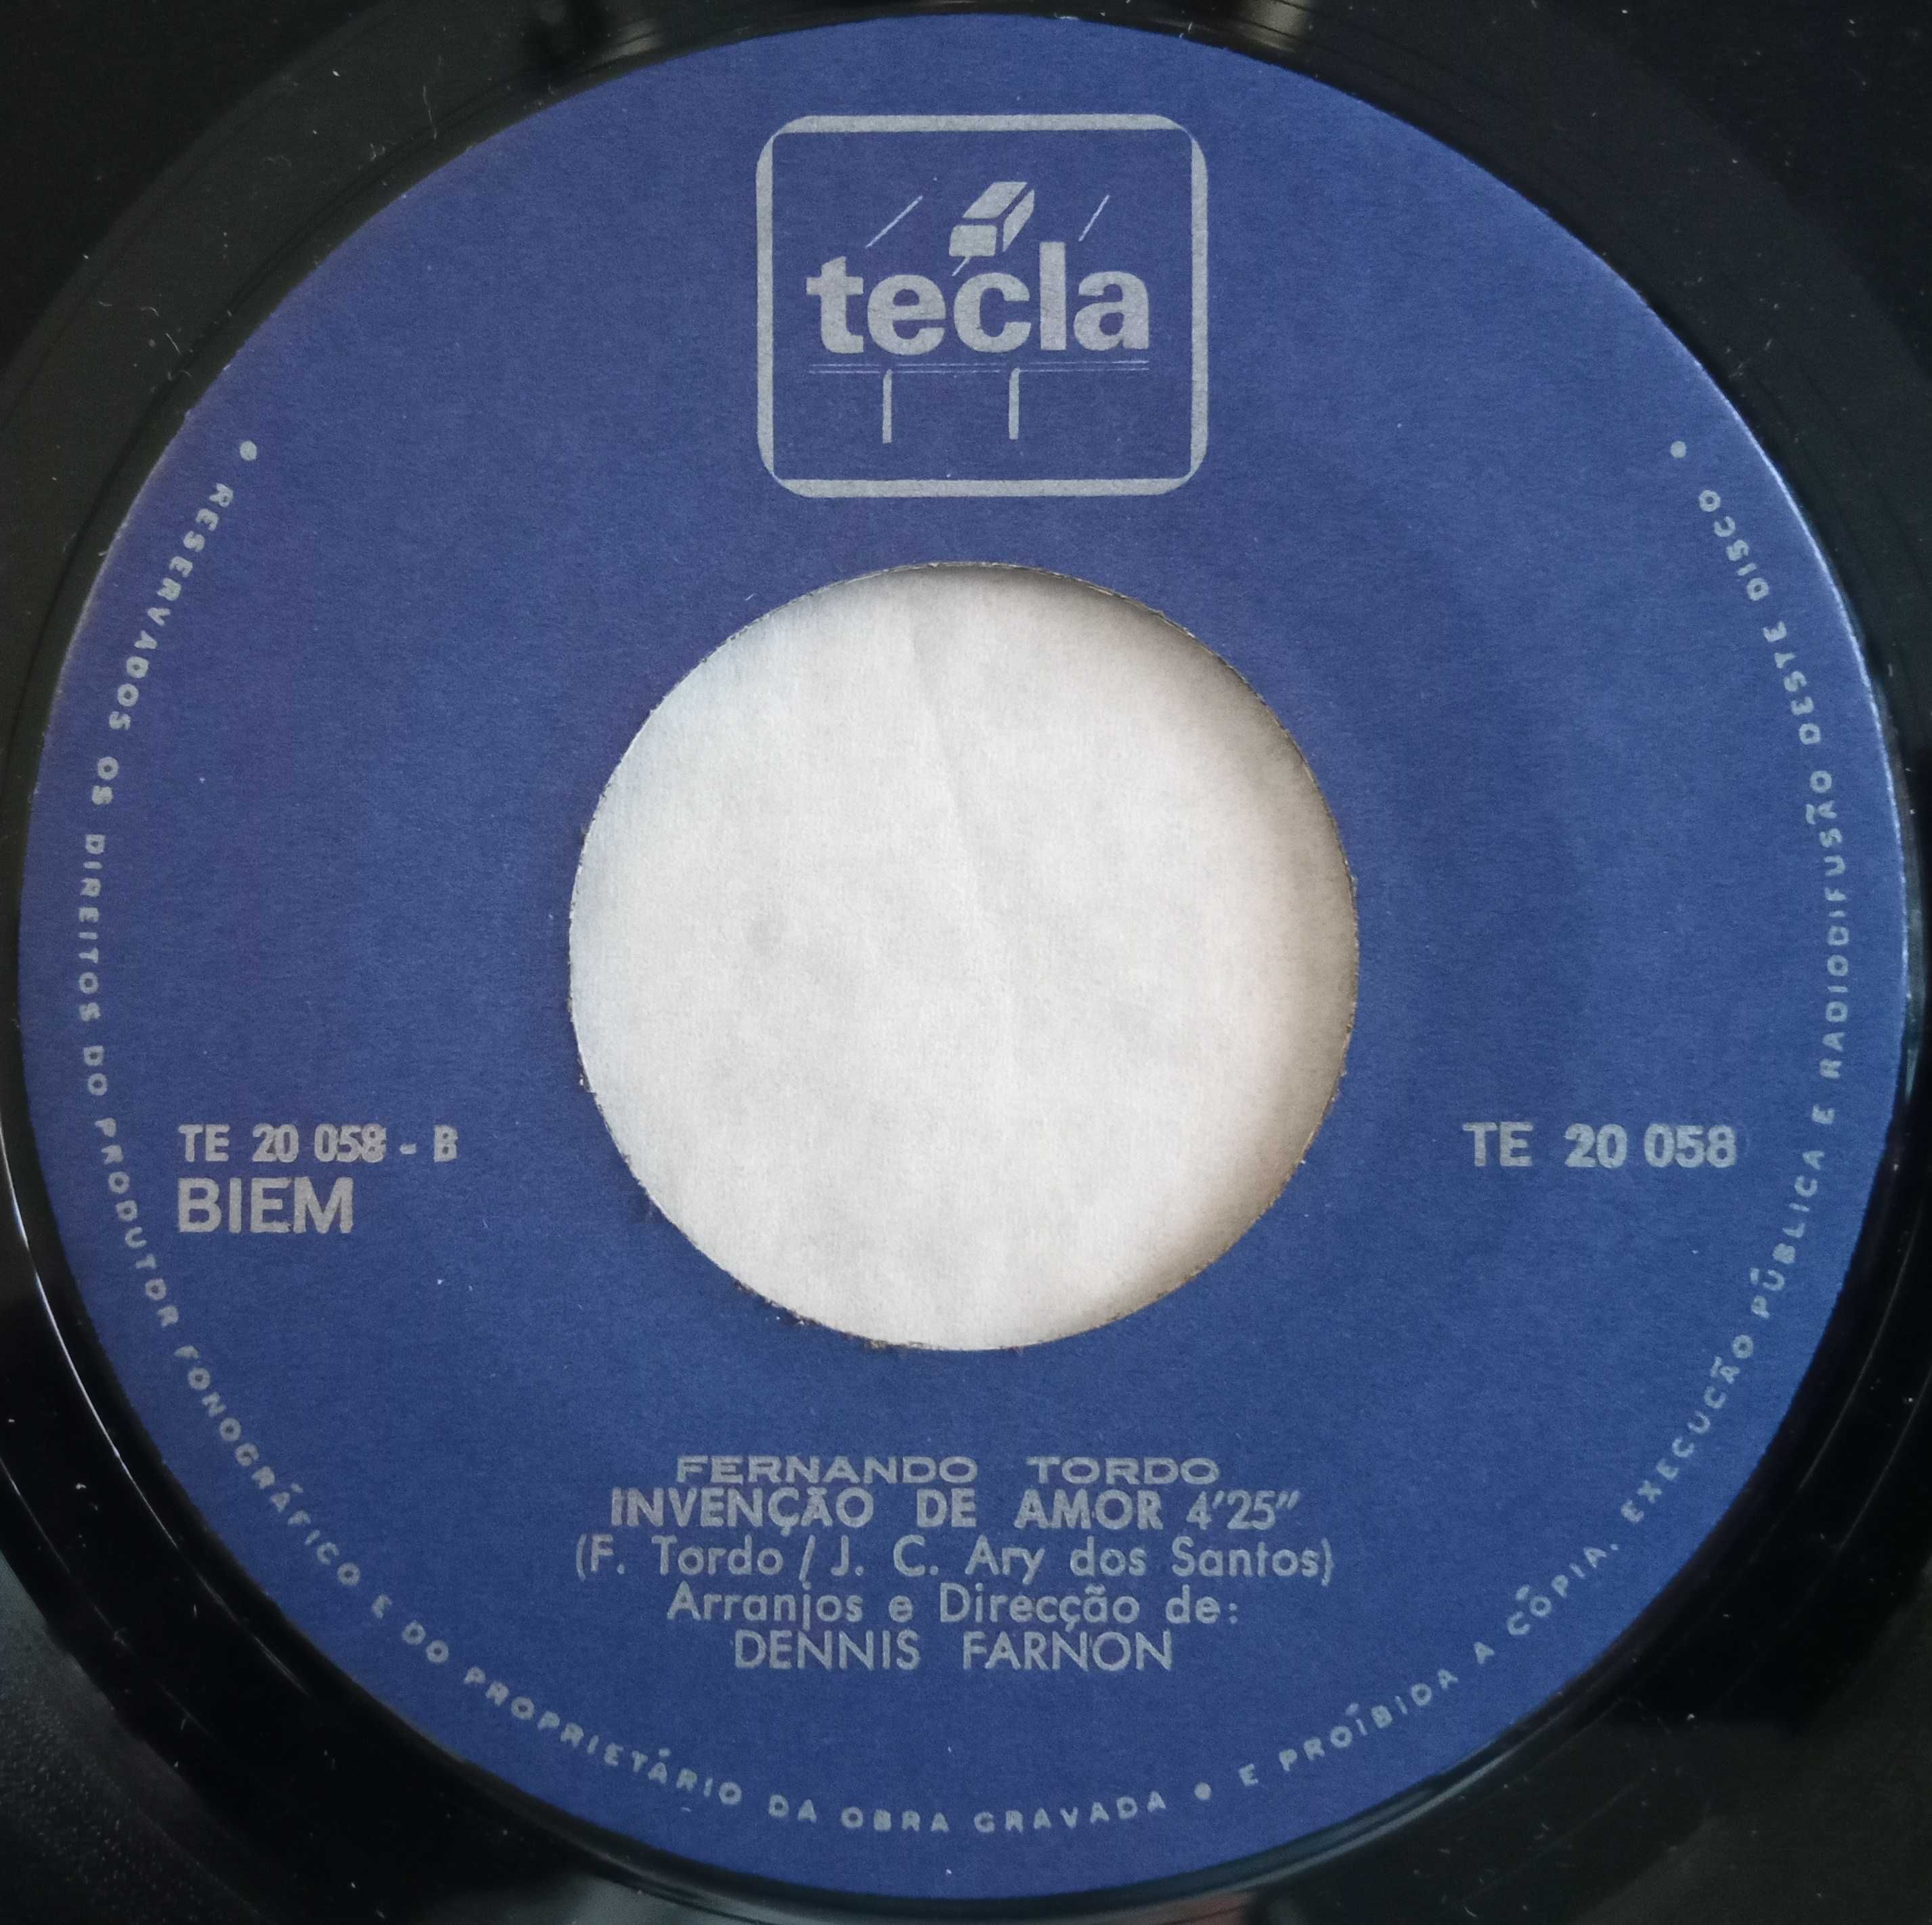 tecla
TE 20 058 - B
BIEM
TE 20 058
FERNANDO TORDO
INVENÇÃO DE AMOR 4'25"
(F. Tordo / J. C. Ary dos Santos)
Arranjos e Direcção de:
DENNIS FARNON
• RESERVADOS OS DIREITOS DO PRODUTOR FONOGRÁFICO E DO PROPRIETÁRIO DA OBRA GRAVADA • E PROÍBIDA A CÓPIA, EXECUÇÃO PÚBLICA E RADIODIFUSÃO DESTE DISCO •